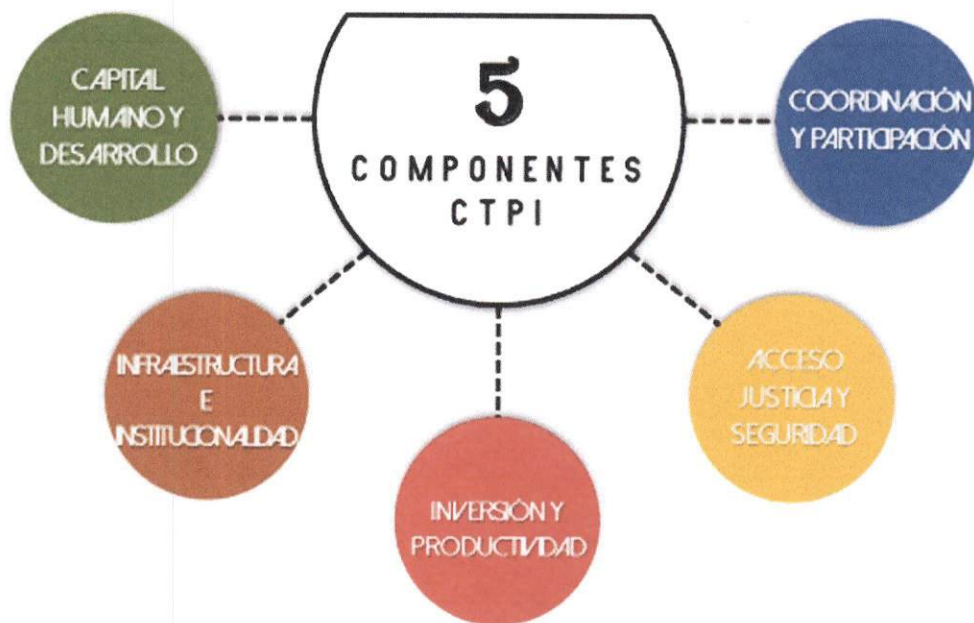 5
COMPONENTES
CTPI
CAPITAL
HUMANO Y
DESARROLLO
COORDINACIÓN
Y PARTICIPACIÓN
INFRAESTRUCTURA
E
INSTITUCIONALIDAD
ACCESO
JUSTICIA Y
SEGURIDAD
INVERSIÓN Y
PRODUCTIVIDAD